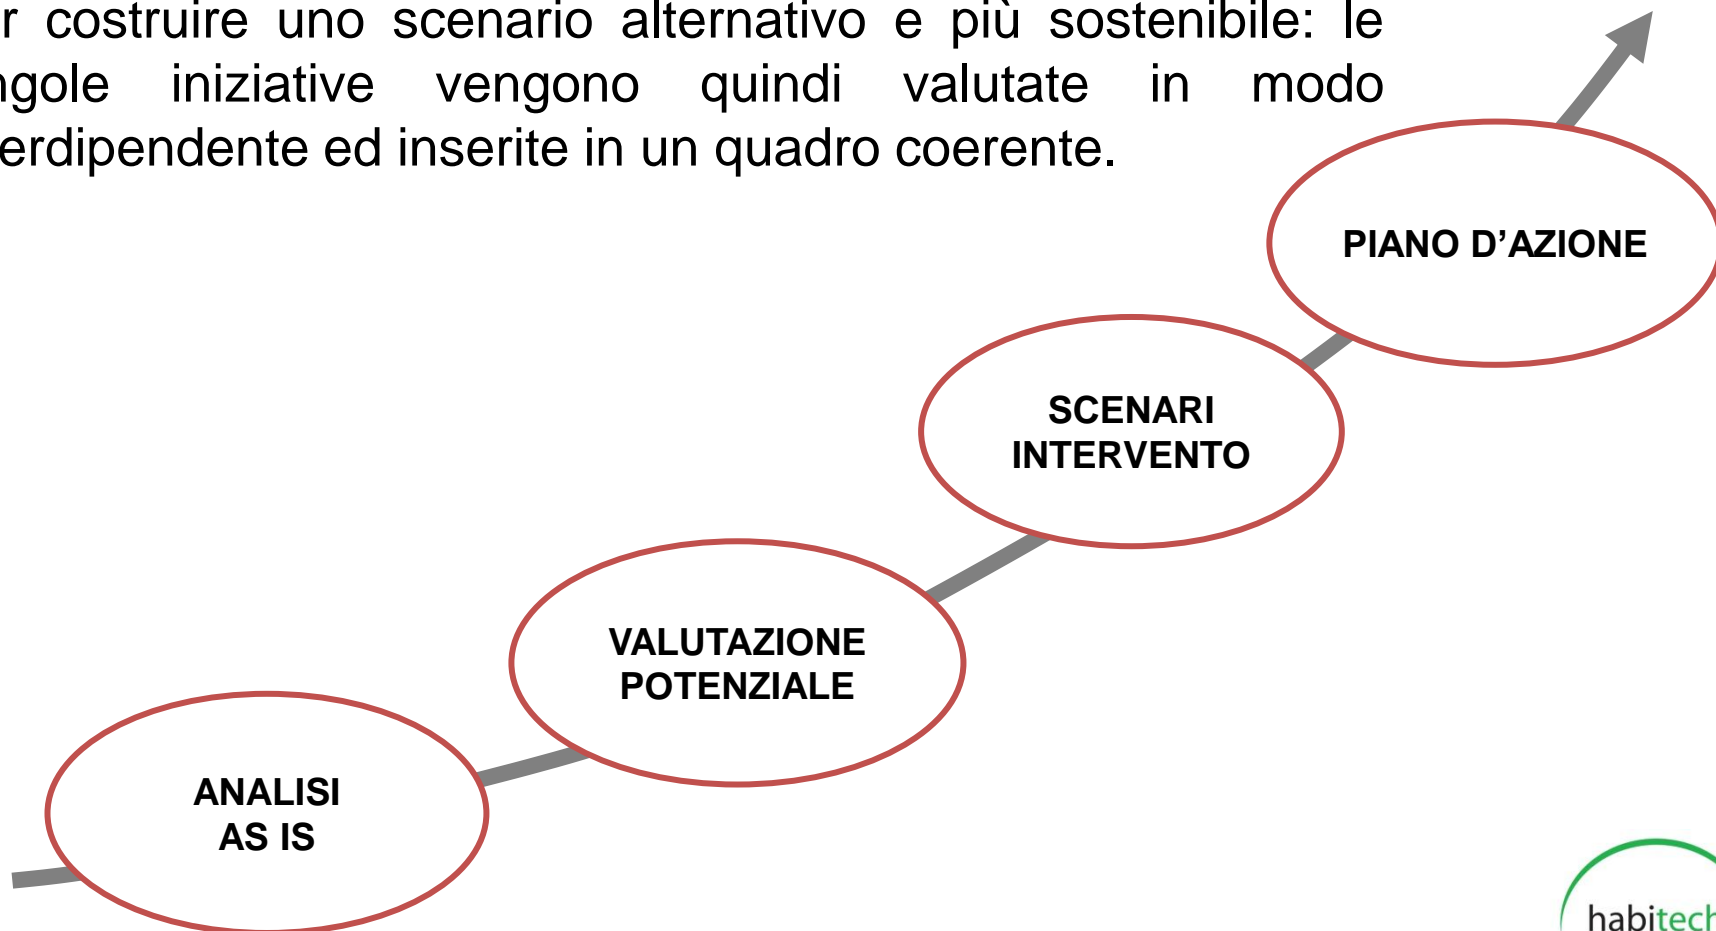 r costruire uno scenario alternativo e più sostenibile: le
ngole iniziative vengono quindi valutate in modo
erdipendente ed inserite in un quadro coerente.
PIANO D’AZIONE
SCENARI
INTERVENTO
VALUTAZIONE
POTENZIALE
ANALISI
AS IS
habitech